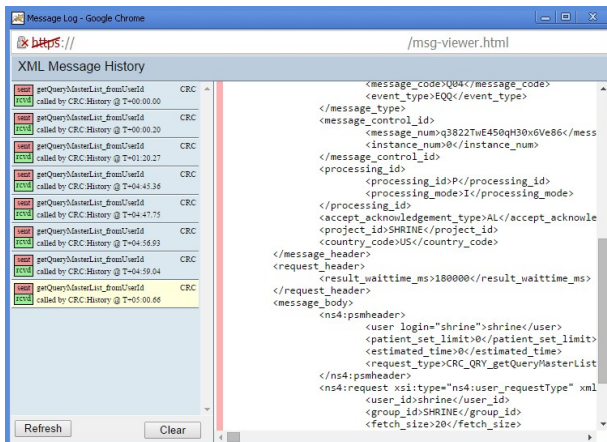 Message Log - Google Chrome
https:// /msg-viewer.html
XML Message History
sent getQueryMasterList_fromUserId CRC
rcvd called by CRC:History @ T+00:00.00
sent getQueryMasterList_fromUserId CRC
rcvd called by CRC:History @ T+00:00.20
sent getQueryMasterList_fromUserId CRC
rcvd called by CRC:History @ T+01:20.27
sent getQueryMasterList_fromUserId CRC
rcvd called by CRC:History @ T+04:45.36
sent getQueryMasterList_fromUserId CRC
rcvd called by CRC:History @ T+04:47.75
sent getQueryMasterList_fromUserId CRC
rcvd called by CRC:History @ T+04:56.93
sent getQueryMasterList_fromUserId CRC
rcvd called by CRC:History @ T+04:59.04
sent getQueryMasterList_fromUserId CRC
rcvd called by CRC:History @ T+05:00.66
Refresh Clear
<message_code>Q04</message_code>
<event_type>EQQ</event_type>
</message_type>
<message_control_id>
<message_num>q3822TwE450qH30x6Ve86</mess
<instance_num>0</instance_num>
</message_control_id>
<processing_id>
<processing_id>P</processing_id>
<processing_mode>I</processing_mode>
</processing_id>
<accept_acknowledgement_type>AL</accept_acknowle
<project_id>SHRINE</project_id>
<country_code>US</country_code>
</message_header>
<request_header>
<result_waittime_ms>180000</result_waittime_ms>
</request_header>
<message_body>
<ns4:psmheader>
<user login="shrine">shrine</user>
<patient_set_limit>0</patient_set_limit>
<estimated_time>0</estimated_time>
<request_type>CRC_QRY_getQueryMasterList
</ns4:psmheader>
<ns4:request xsi:type="ns4:user_requestType" xml
<user_id>shrine</user_id>
<group_id>SHRINE</group_id>
<fetch_size>20</fetch_size>